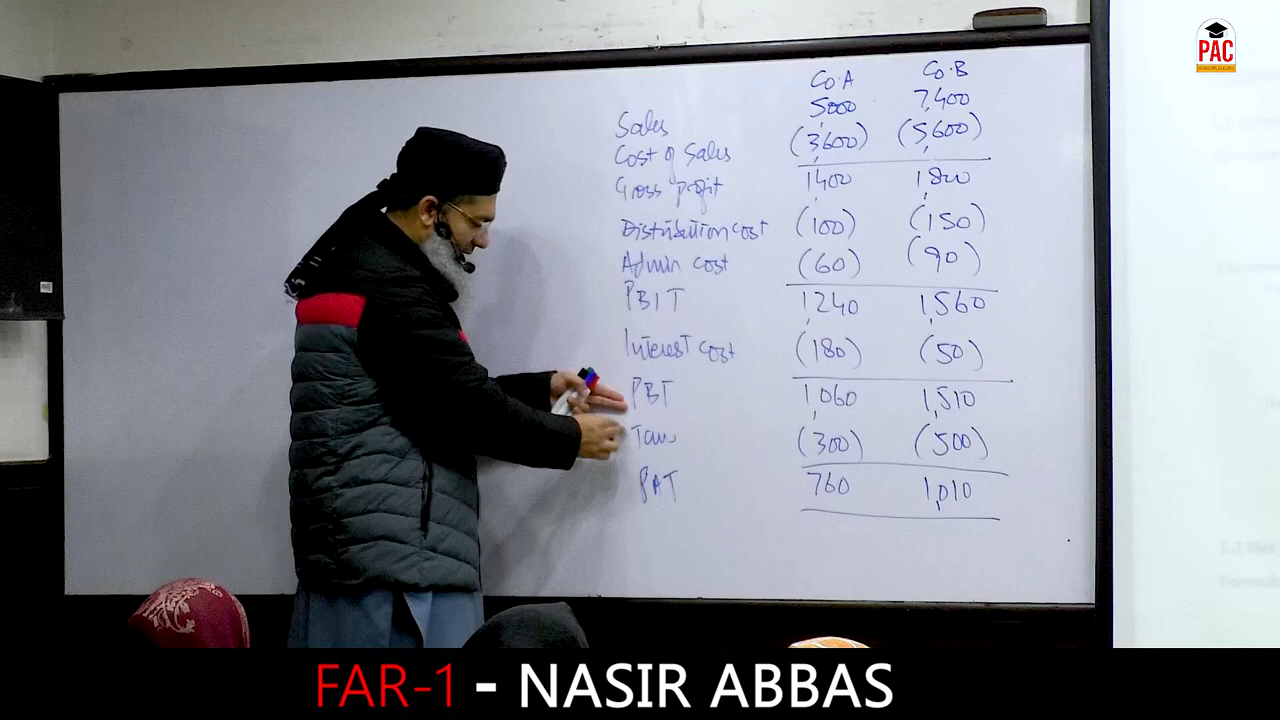 PAC
Co.A Co.B
Sales 5000 7,400
Cost of Sales (3,600) (5,600)
Gross profit 1,400 1,800
Distribution cost (100) (150)
Admin cost (60) (90)
PBIT 1,240 1,560
Interest cost (180) (50)
PBT 1,060 1,510
Tax (300) (500)
PAT 760 1,010
FAR-1 - NASIR ABBAS